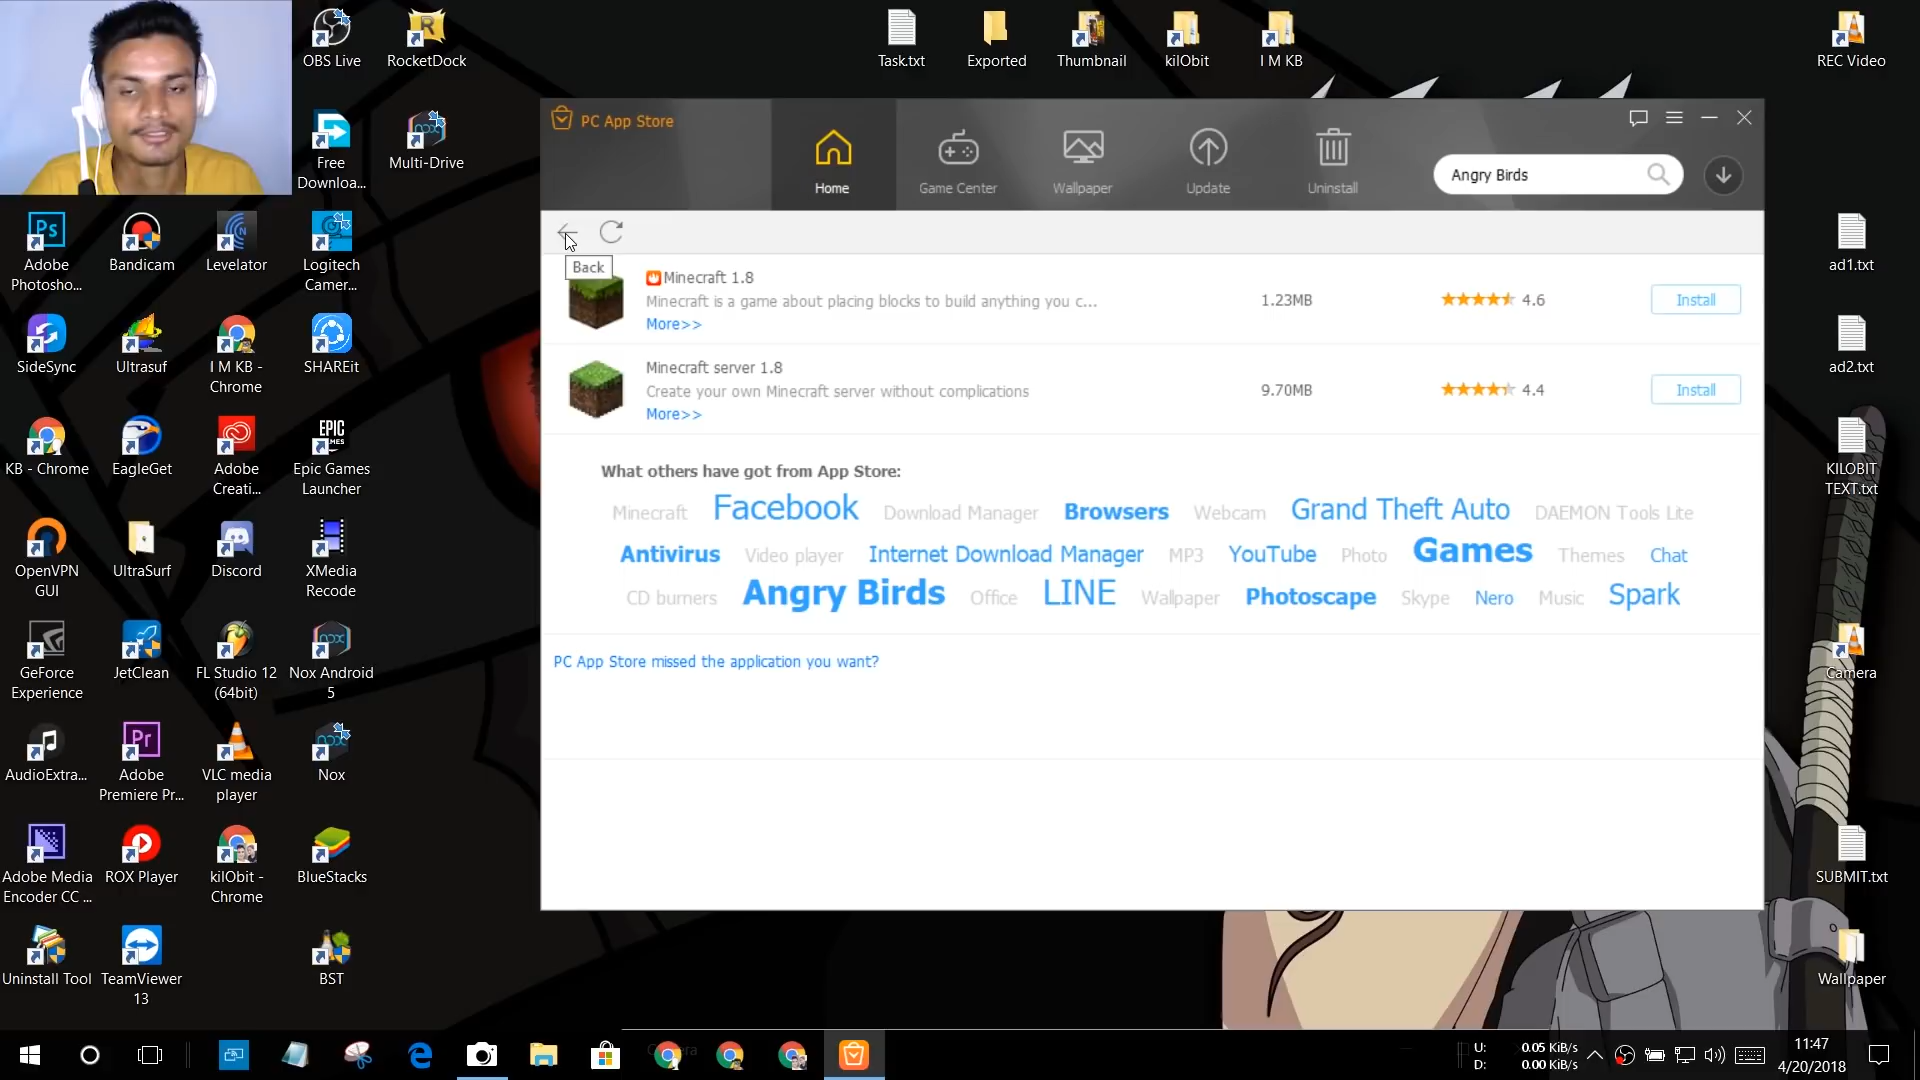 OBS Live
RocketDock
Task.txt
Exported
Thumbnail
kilObit
I M KB
REC Video
Free
Downloa...
Multi-Drive
Adobe
Photosho...
Bandicam
Levelator
Logitech
Camer...
SideSync
Ultrasuf
I M KB -
Chrome
SHAREit
KB - Chrome
EagleGet
Adobe
Creati...
EPIC
GAMES
Epic Games
Launcher
OpenVPN
GUI
UltraSurf
Discord
XMedia
Recode
GeForce
Experience
JetClean
FL Studio 12
(64bit)
Nox Android
5
AudioExtra...
Adobe
Premiere Pr...
VLC media
player
Nox
Adobe Media
Encoder CC ...
ROX Player
kilObit -
Chrome
BlueStacks
Uninstall Tool
TeamViewer
13
BST
PC App Store
Home
Game Center
Wallpaper
Update
Uninstall
Angry Birds
Back
Minecraft 1.8
Minecraft is a game about placing blocks to build anything you c...
More>>
1.23MB
4.6
Install
Minecraft server 1.8
Create your own Minecraft server without complications
More>>
9.70MB
4.4
Install
What others have got from App Store:
Minecraft Facebook Download Manager Browsers Webcam Grand Theft Auto DAEMON Tools Lite
Antivirus Video player Internet Download Manager MP3 YouTube Photo Games Themes Chat
CD burners Angry Birds Office LINE Wallpaper Photoscape Skype Nero Music Spark
PC App Store missed the application you want?
ad1.txt
ad2.txt
KILOBIT
TEXT.txt
Camera
SUBMIT.txt
Wallpaper
U: 0.05 KiB/s
D: 0.00 KiB/s
11:47
4/20/2018